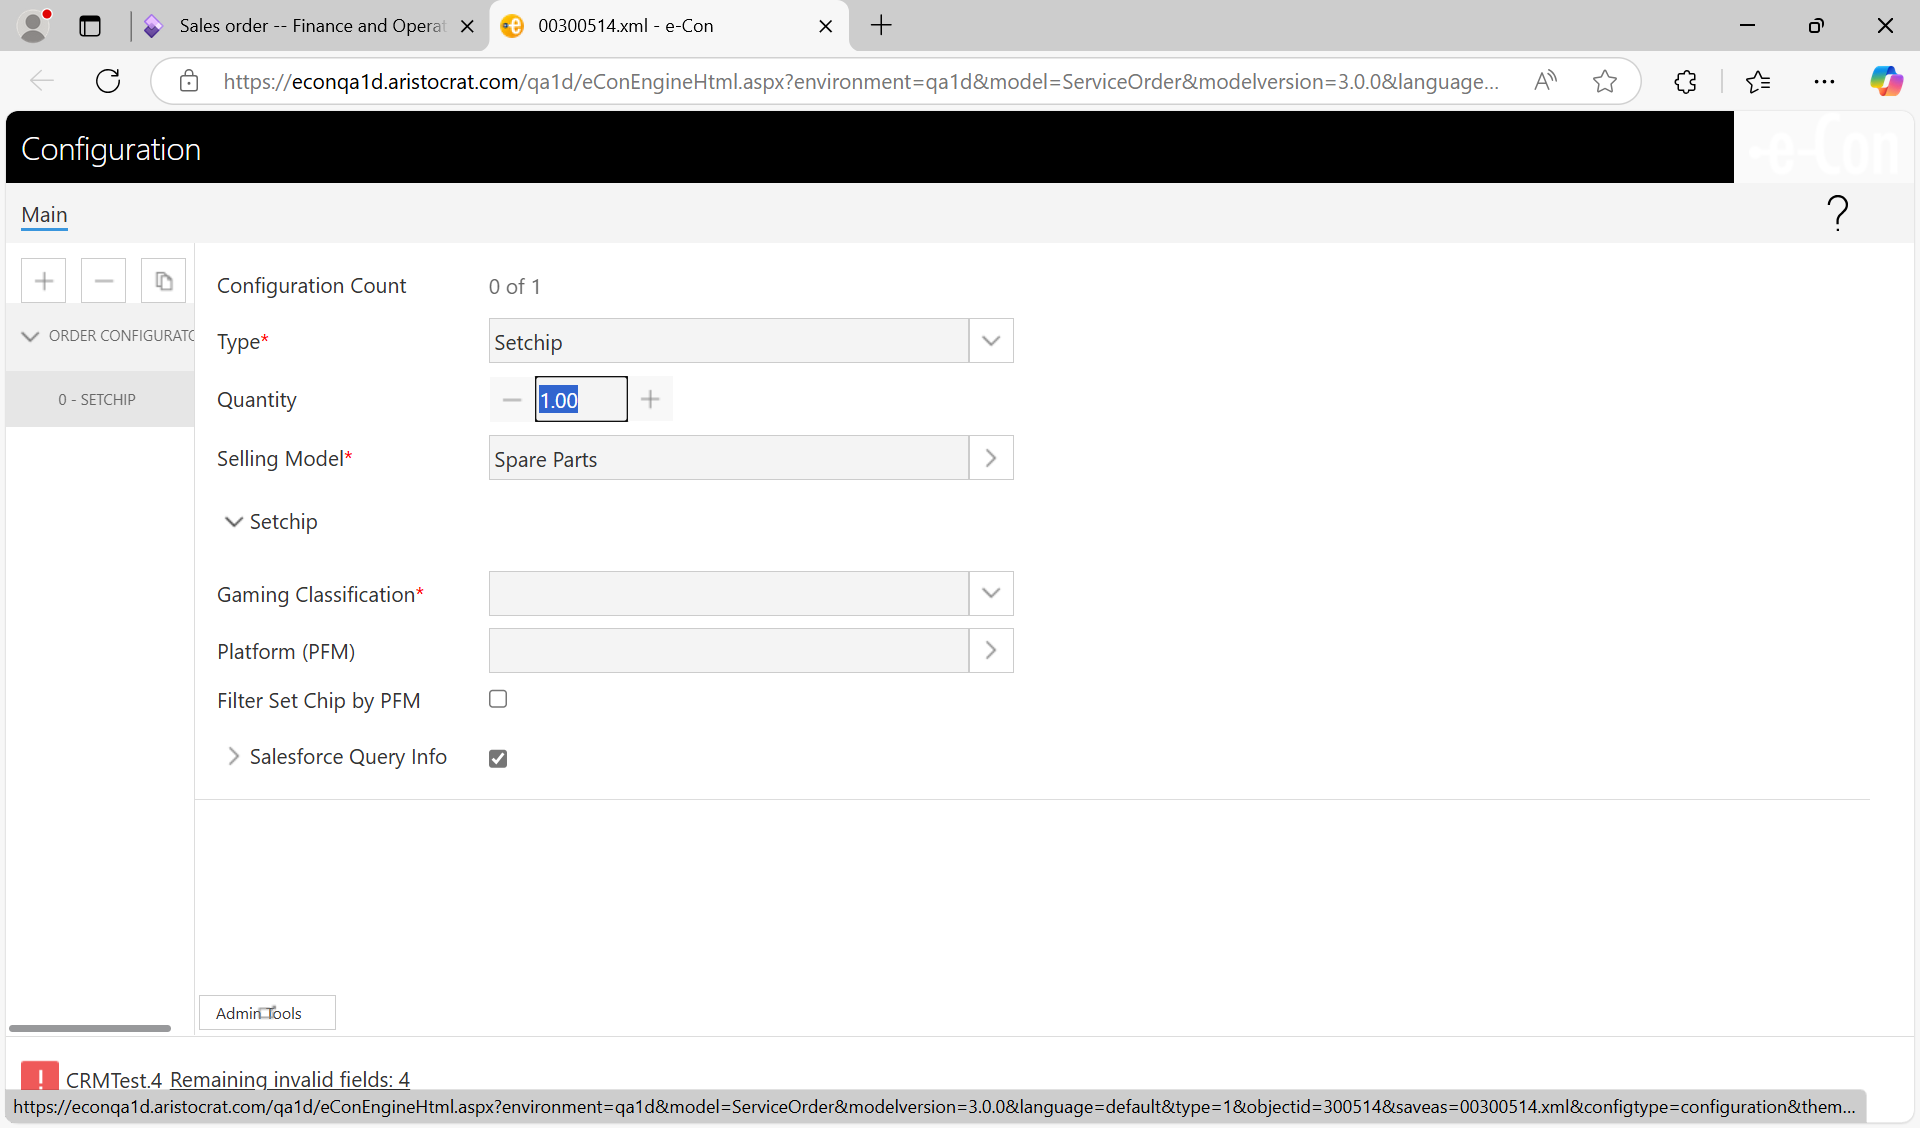 Sales order -- Finance and Operat
00300514.xml - e-Con
https://econqa1d.aristocrat.com/qa1d/eConEngineHtml.aspx?environment=qa1d&model=ServiceOrder&modelversion=3.0.0&language...
Configuration
e-Con
Main
?
Configuration Count
0 of 1
ORDER CONFIGURATO
Type*
Setchip
0 - SETCHIP
Quantity
1.00
Selling Model*
Spare Parts
Setchip
Gaming Classification*
Platform (PFM)
Filter Set Chip by PFM
Salesforce Query Info
Admin Tools
! CRMTest.4 Remaining invalid fields: 4
https://econqa1d.aristocrat.com/qa1d/eConEngineHtml.aspx?environment=qa1d&model=ServiceOrder&modelversion=3.0.0&language=default&type=1&objectid=300514&saveas=00300514.xml&configtype=configuration&them...